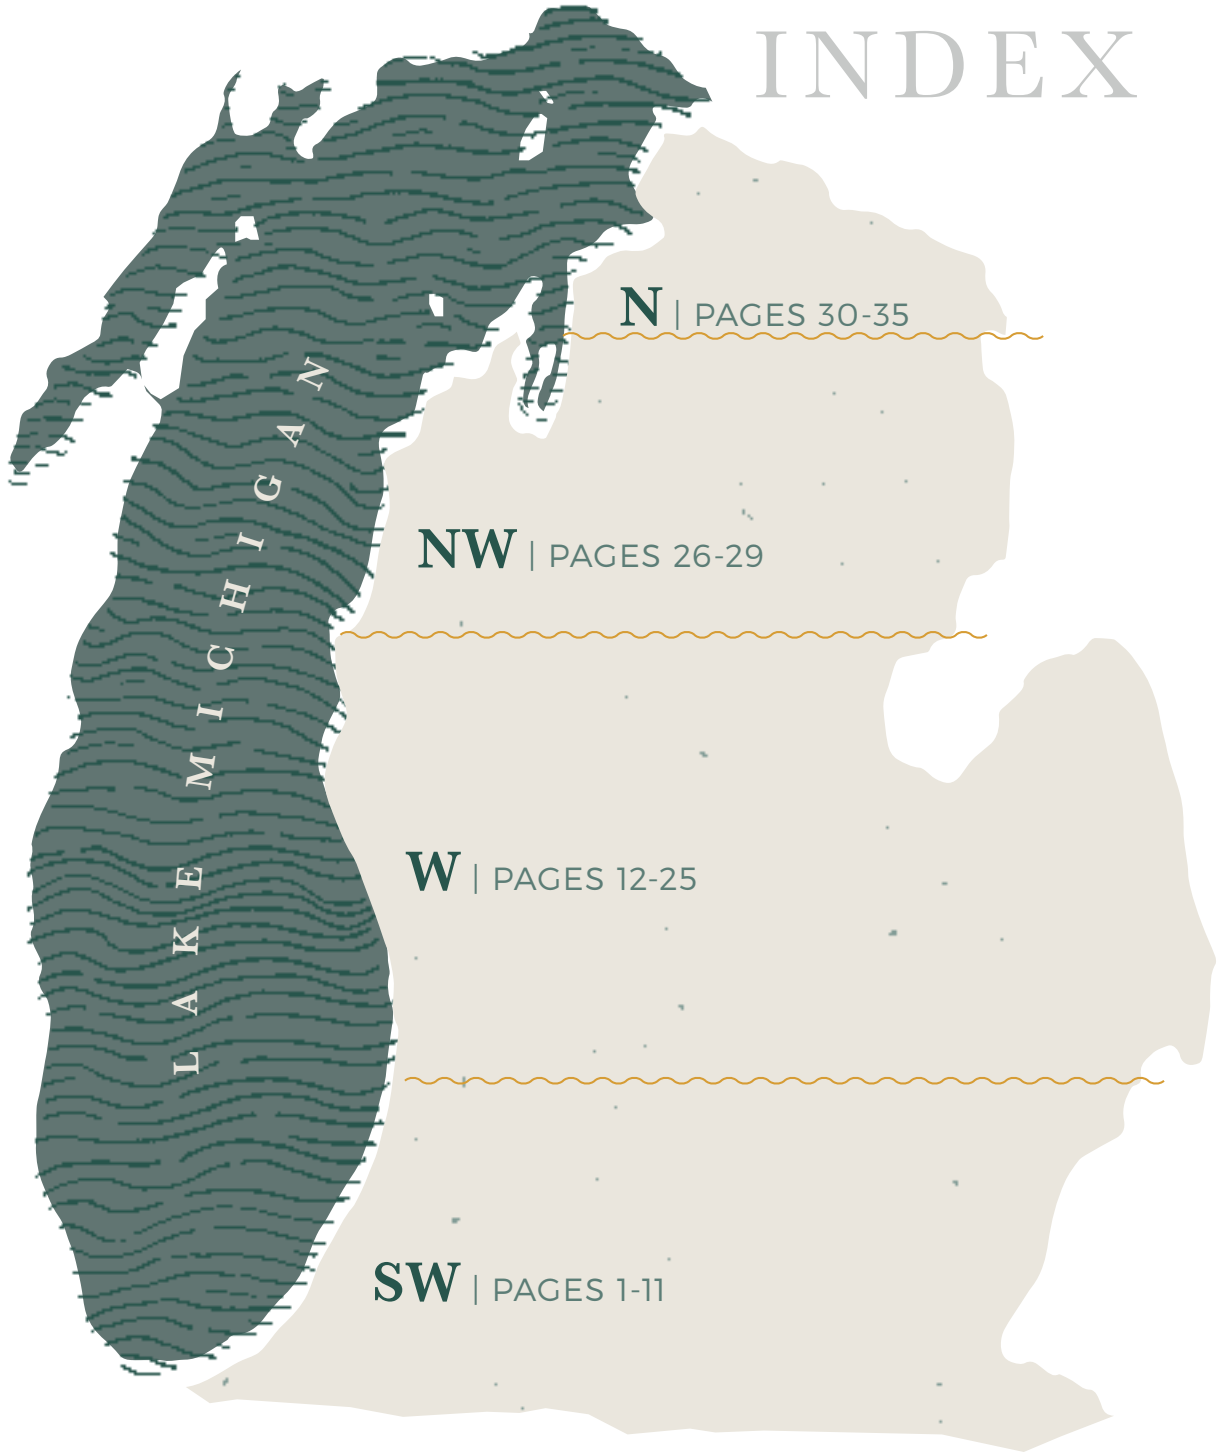 INDEX
N | PAGES 30-35
NW | PAGES 26-29
W | PAGES 12-25
SW | PAGES 1-11
LAKE MICHIGAN